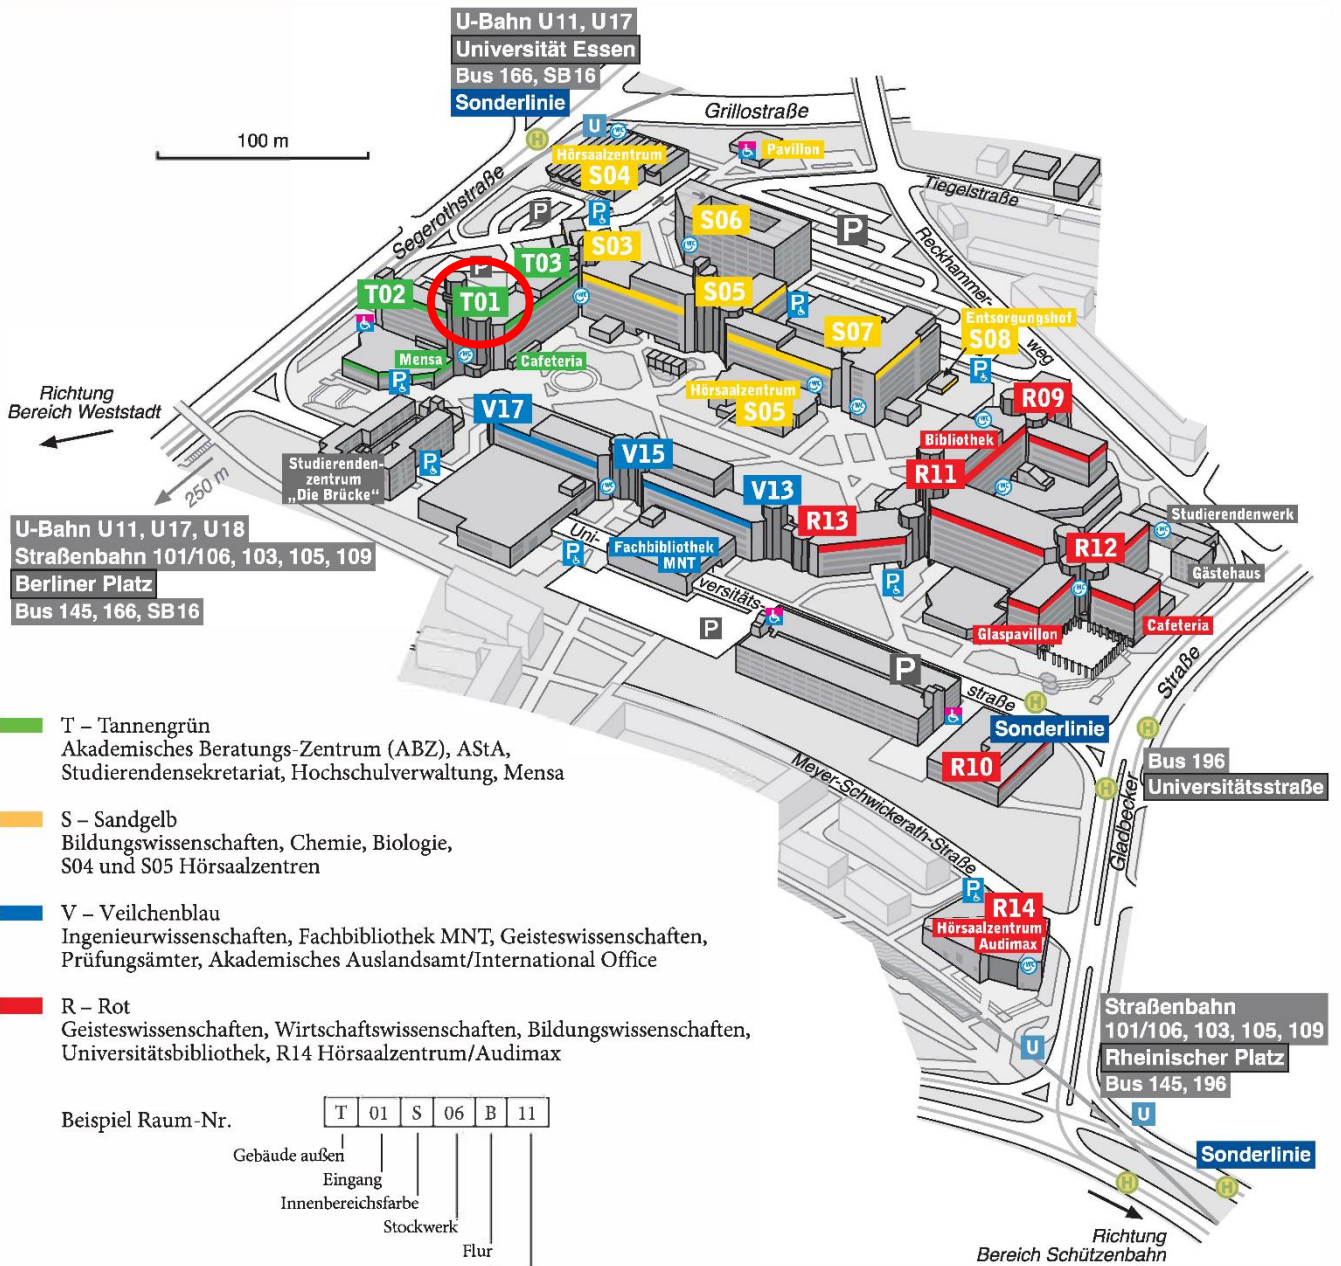 U-Bahn U11, U17
Universität Essen
Bus 166, SB16
Sonderlinie
100 m
Grillostraße
Segerothstraße
Tiegelstraße
Reckhammer-
weg
H
U
WC
Hörsaalzentrum
S04
Pavillon
P
P
P
P
S06
S03
T03
T02
T01
S05
S07
Entsorgungshof
S08
Mensa
Cafeteria
Hörsaalzentrum
S05
Richtung
Bereich Weststadt
250 m
V17
V15
V13
R13
R09
Bibliothek
R11
R12
Studierenden-
zentrum
„Die Brücke“
Studierendenwerk
Gästehaus
Fachbibliothek
MNT
Uni-
versitäts-
straße
Glaspavillon
Cafeteria
U-Bahn U11, U17, U18
Straßenbahn 101/106, 103, 105, 109
Berliner Platz
Bus 145, 166, SB16
P
P
Straße
Sonderlinie
H
H
H
Bus 196
Universitätsstraße
R10
Meyer-Schwickerath-Straße
Gladbecker
T – Tannengrün
Akademisches Beratungs-Zentrum (ABZ), AStA,
Studierendensekretariat, Hochschulverwaltung, Mensa
S – Sandgelb
Bildungswissenschaften, Chemie, Biologie,
S04 und S05 Hörsaalzentren
V – Veilchenblau
Ingenieurwissenschaften, Fachbibliothek MNT, Geisteswissenschaften,
Prüfungsämter, Akademisches Auslandsamt/International Office
R – Rot
Geisteswissenschaften, Wirtschaftswissenschaften, Bildungswissenschaften,
Universitätsbibliothek, R14 Hörsaalzentrum/Audimax
P
R14
Hörsaalzentrum
Audimax
WC
Straßenbahn
101/106, 103, 105, 109
Rheinischer Platz
Bus 145, 196
U
U
Sonderlinie
H
H
Richtung
Bereich Schützenbahn
Beispiel Raum-Nr.
T 01 S 06 B 11
Gebäude außen
Eingang
Innenbereichsfarbe
Stockwerk
Flur